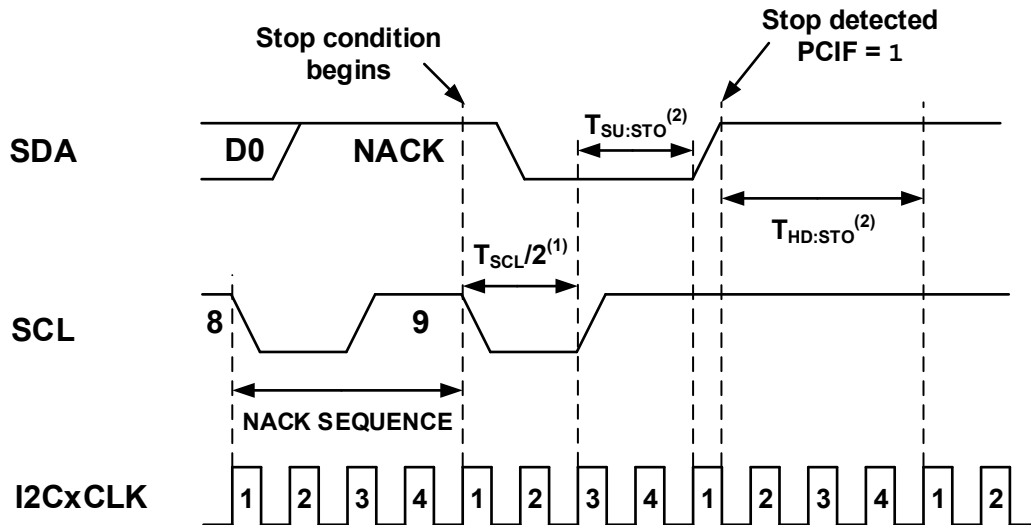 Stop condition
begins
Stop detected
PCIF = 1
SDA
D0
NACK
TSU:STO(2)
THD:STO(2)
TSCL/2(1)
SCL
8
9
NACK SEQUENCE
I2CxCLK
1 2 3 4 1 2 3 4 1 2 3 4 1 2